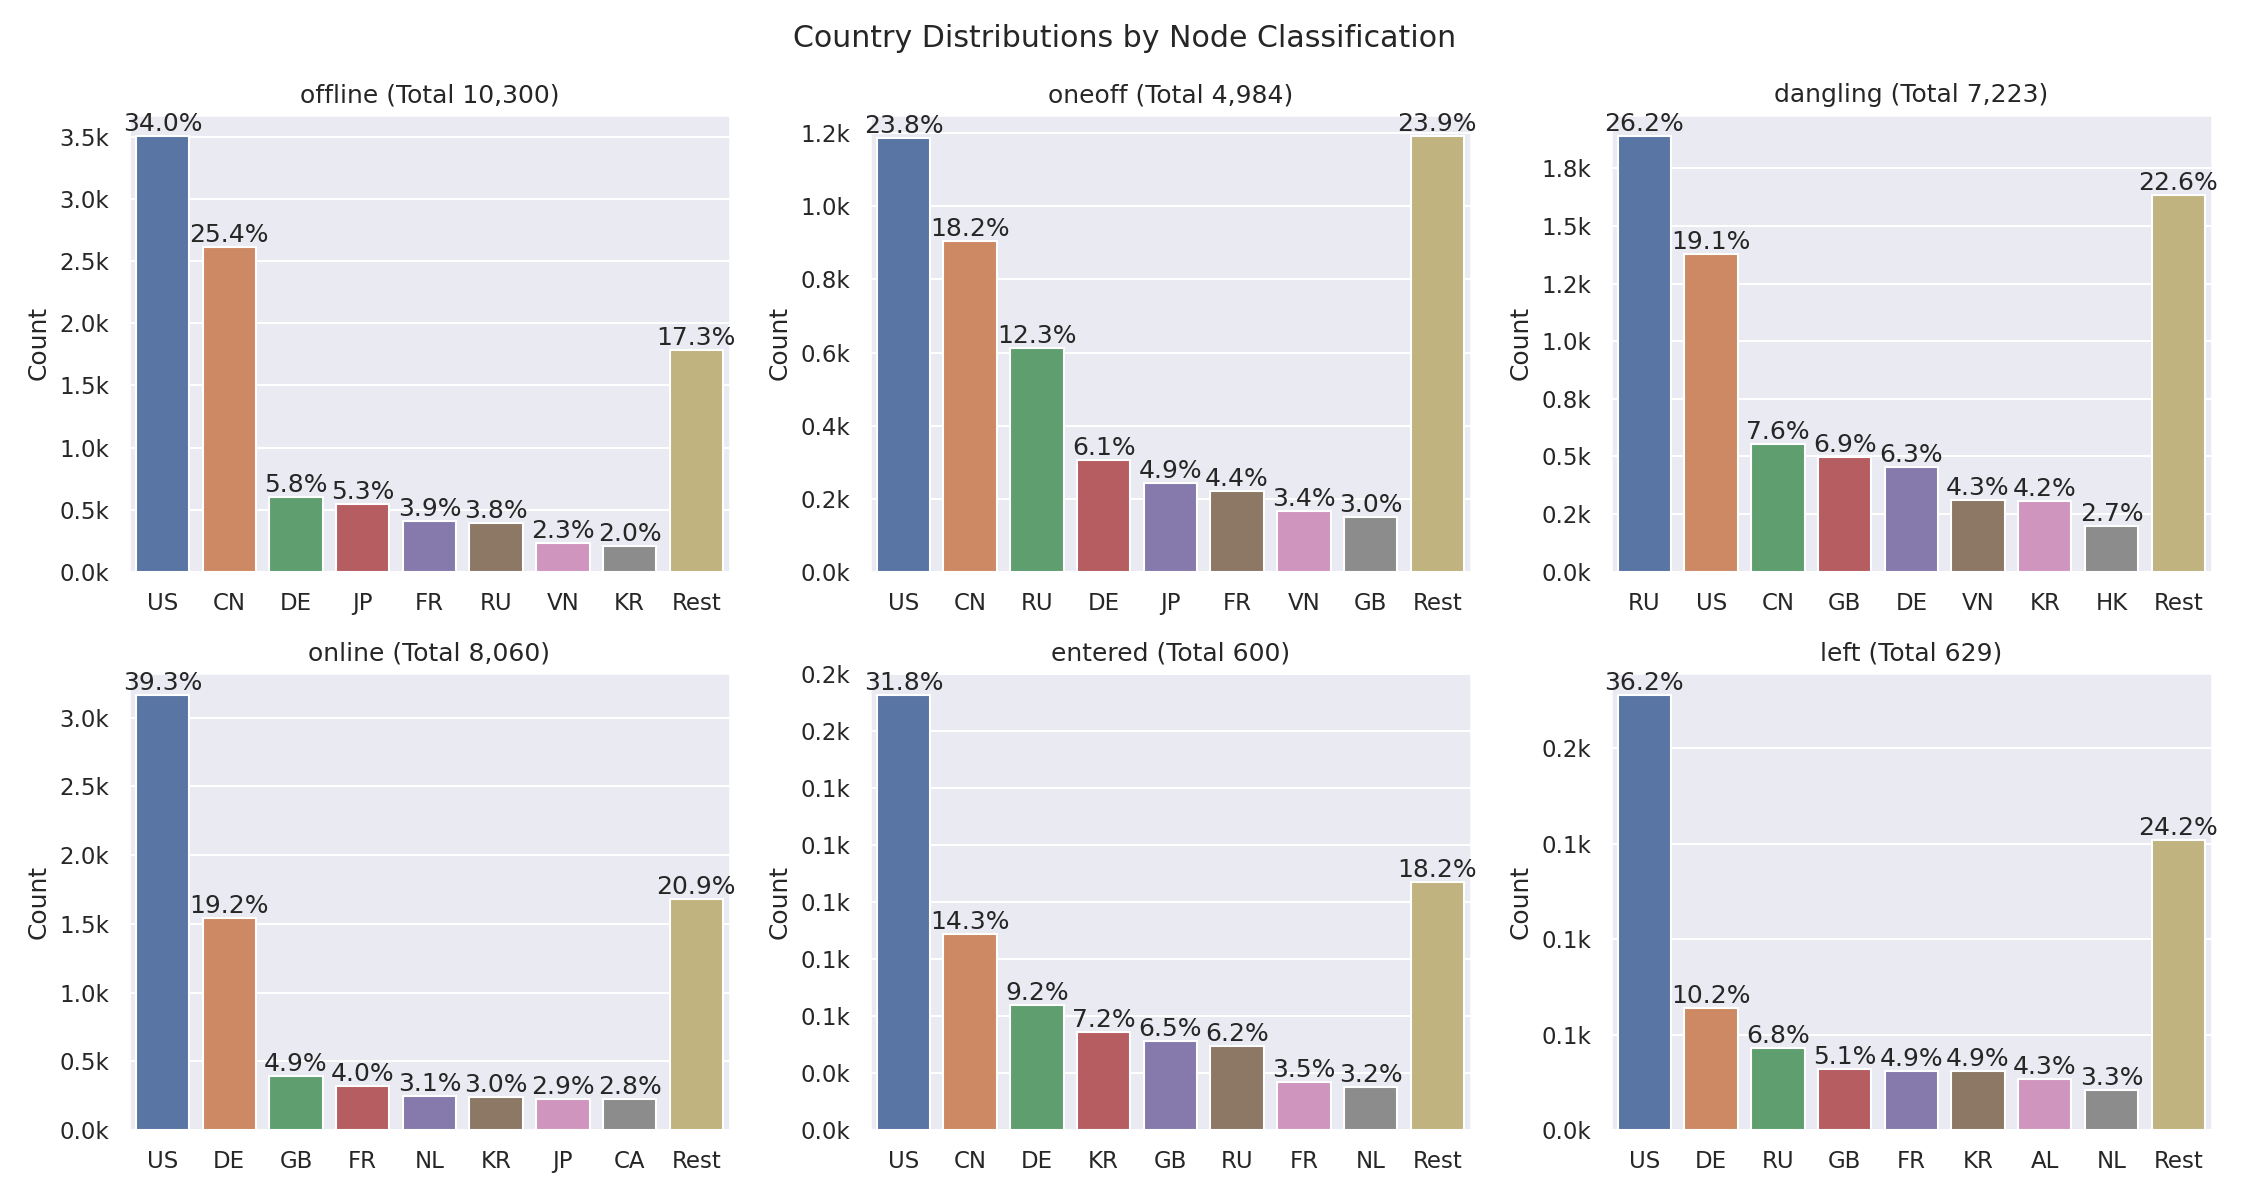 Country Distributions by Node Classification
offline (Total 10,300)
Count
3.5k
3.0k
2.5k
2.0k
1.5k
1.0k
0.5k
0.0k
34.0%
25.4%
5.8%
5.3%
3.9%
3.8%
2.3%
2.0%
17.3%
US CN DE JP FR RU VN KR Rest
oneoff (Total 4,984)
Count
1.2k
1.0k
0.8k
0.6k
0.4k
0.2k
0.0k
23.8%
18.2%
12.3%
6.1%
4.9%
4.4%
3.4%
3.0%
23.9%
US CN RU DE JP FR VN GB Rest
dangling (Total 7,223)
Count
1.8k
1.5k
1.2k
1.0k
0.8k
0.5k
0.2k
0.0k
26.2%
19.1%
7.6%
6.9%
6.3%
4.3%
4.2%
2.7%
22.6%
RU US CN GB DE VN KR HK Rest
online (Total 8,060)
Count
3.0k
2.5k
2.0k
1.5k
1.0k
0.5k
0.0k
39.3%
19.2%
4.9%
4.0%
3.1%
3.0%
2.9%
2.8%
20.9%
US DE GB FR NL KR JP CA Rest
entered (Total 600)
Count
0.2k
0.2k
0.1k
0.1k
0.1k
0.1k
0.1k
0.0k
0.0k
31.8%
14.3%
9.2%
7.2%
6.5%
6.2%
3.5%
3.2%
18.2%
US CN DE KR GB RU FR NL Rest
left (Total 629)
Count
0.2k
0.1k
0.1k
0.1k
0.0k
36.2%
10.2%
6.8%
5.1%
4.9%
4.9%
4.3%
3.3%
24.2%
US DE RU GB FR KR AL NL Rest